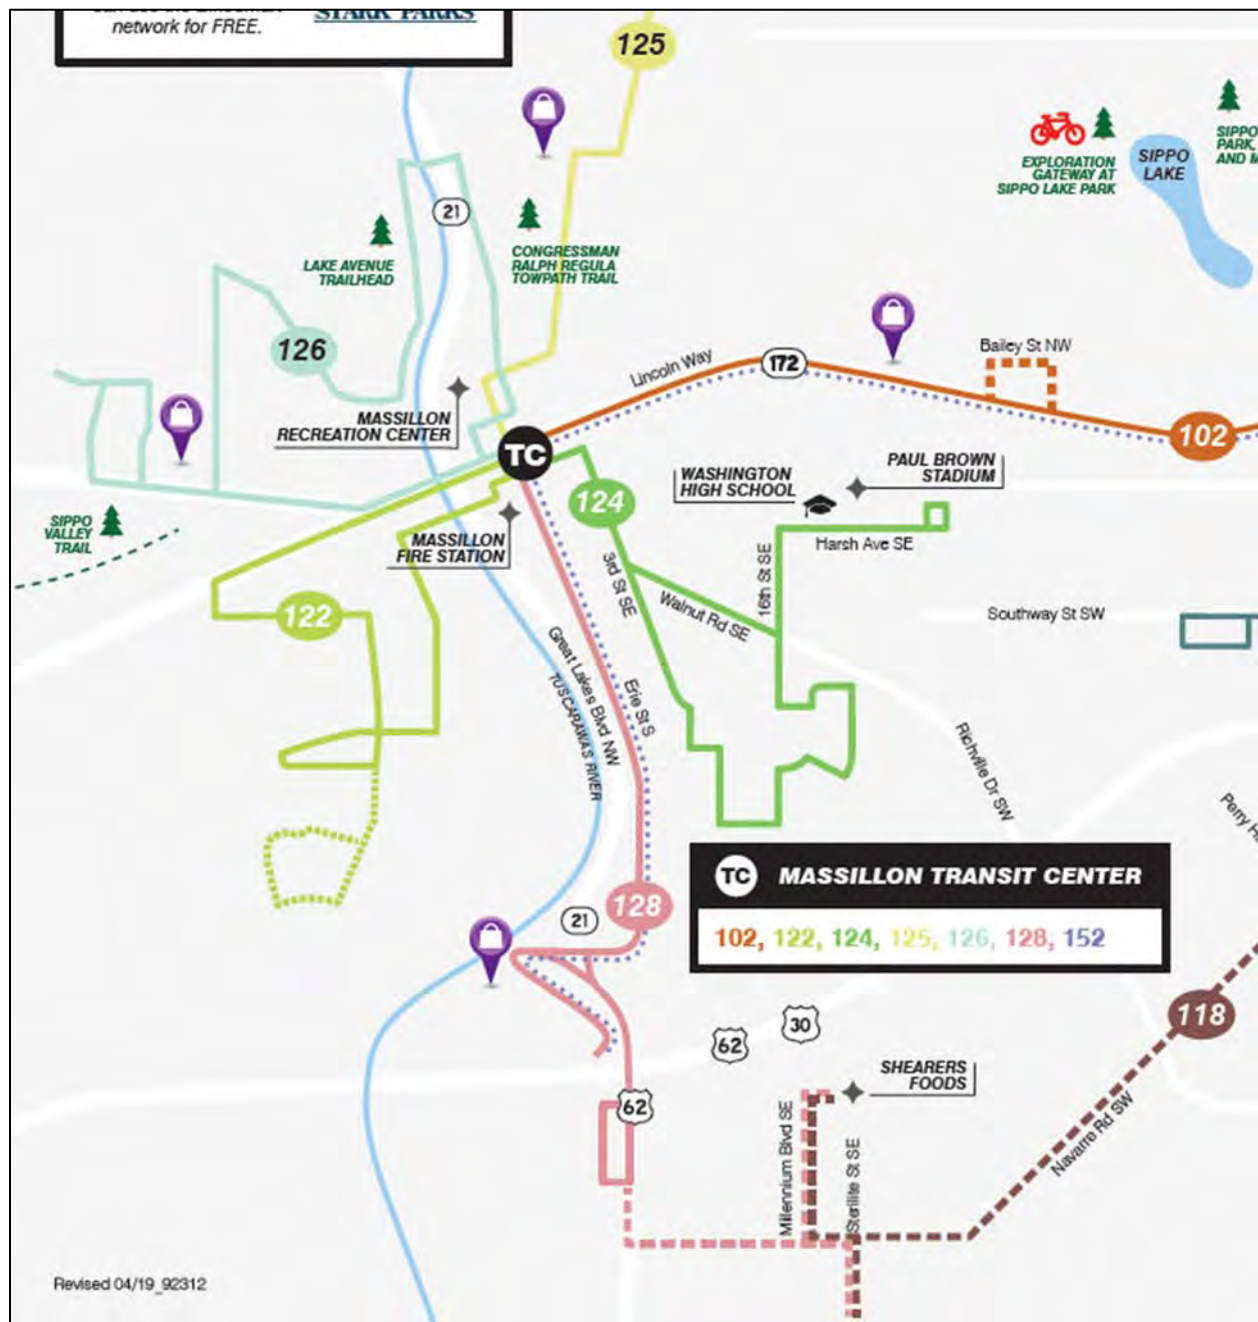 network for FREE.
STARK PARKS
125
EXPLORATION
GATEWAY AT
SIPPO LAKE PARK
SIPPO
LAKE
SIPPO
PARK,
AND M
21
LAKE AVENUE
TRAILHEAD
CONGRESSMAN
RALPH REGULA
TOWPATH TRAIL
126
Lincoln Way
172
Bailey St NW
102
MASSILLON
RECREATION CENTER
TC
WASHINGTON
HIGH SCHOOL
PAUL BROWN
STADIUM
124
SIPPO
VALLEY
TRAIL
MASSILLON
FIRE STATION
Harsh Ave SE
3rd St SE
16th St SE
Walnut Rd SE
122
Southway St SW
Great Lakes Blvd NW
TUSCARAWAS RIVER
Erie St S
Richville Dr SW
Perry
TC MASSILLON TRANSIT CENTER
102, 122, 124, 125, 126, 128, 152
128
21
118
62
30
SHEARERS
FOODS
62
Millennium Blvd SE
Sterilite St SE
Navarre Rd SW
Revised 04/19_92312